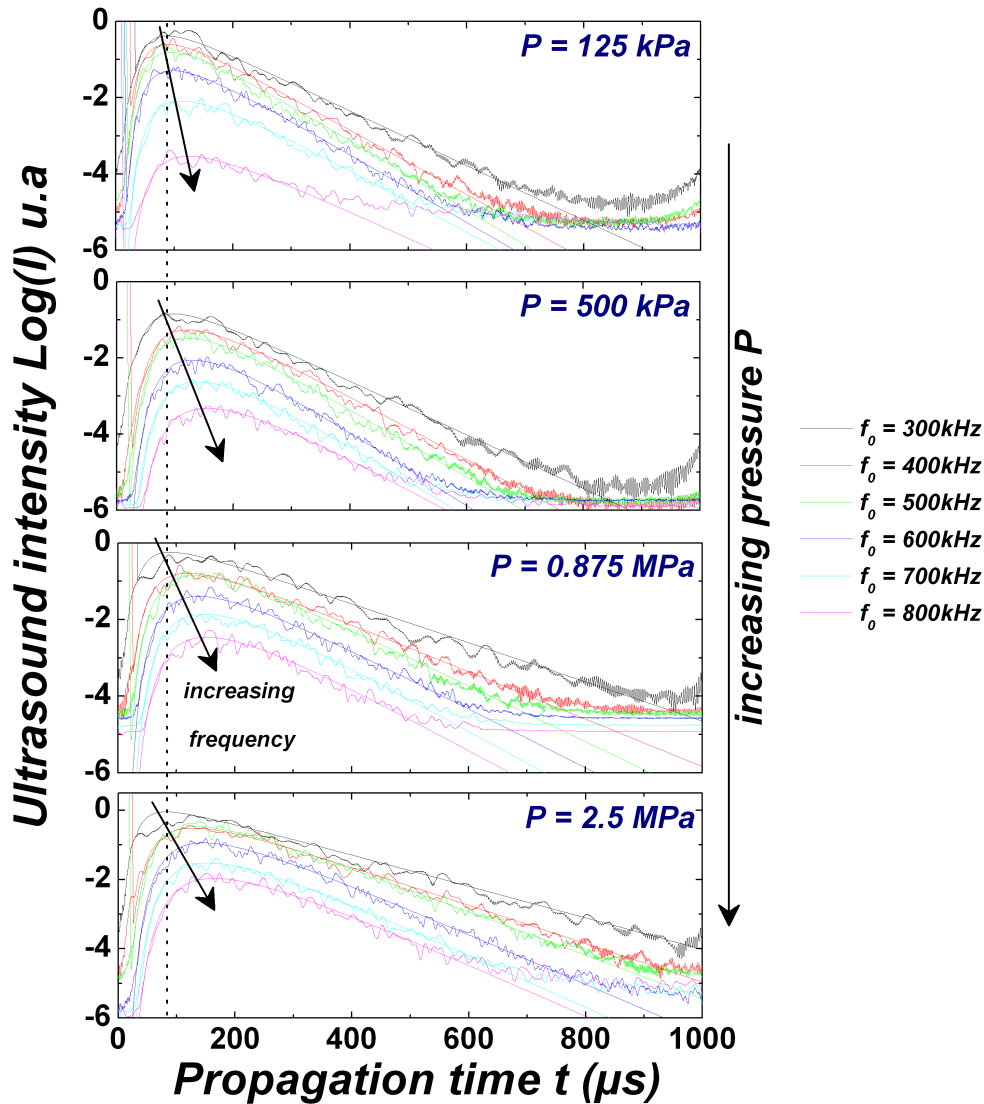 Ultrasound intensity Log(I) u.a
0
-2
-4
-6
P = 125 kPa
0
-2
-4
-6
P = 500 kPa
0
-2
-4
-6
P = 0.875 MPa
increasing
frequency
0
-2
-4
-6
P = 2.5 MPa
0 200 400 600 800 1000
Propagation time t (µs)
increasing pressure P
f0 = 300kHz
f0 = 400kHz
f0 = 500kHz
f0 = 600kHz
f0 = 700kHz
f0 = 800kHz